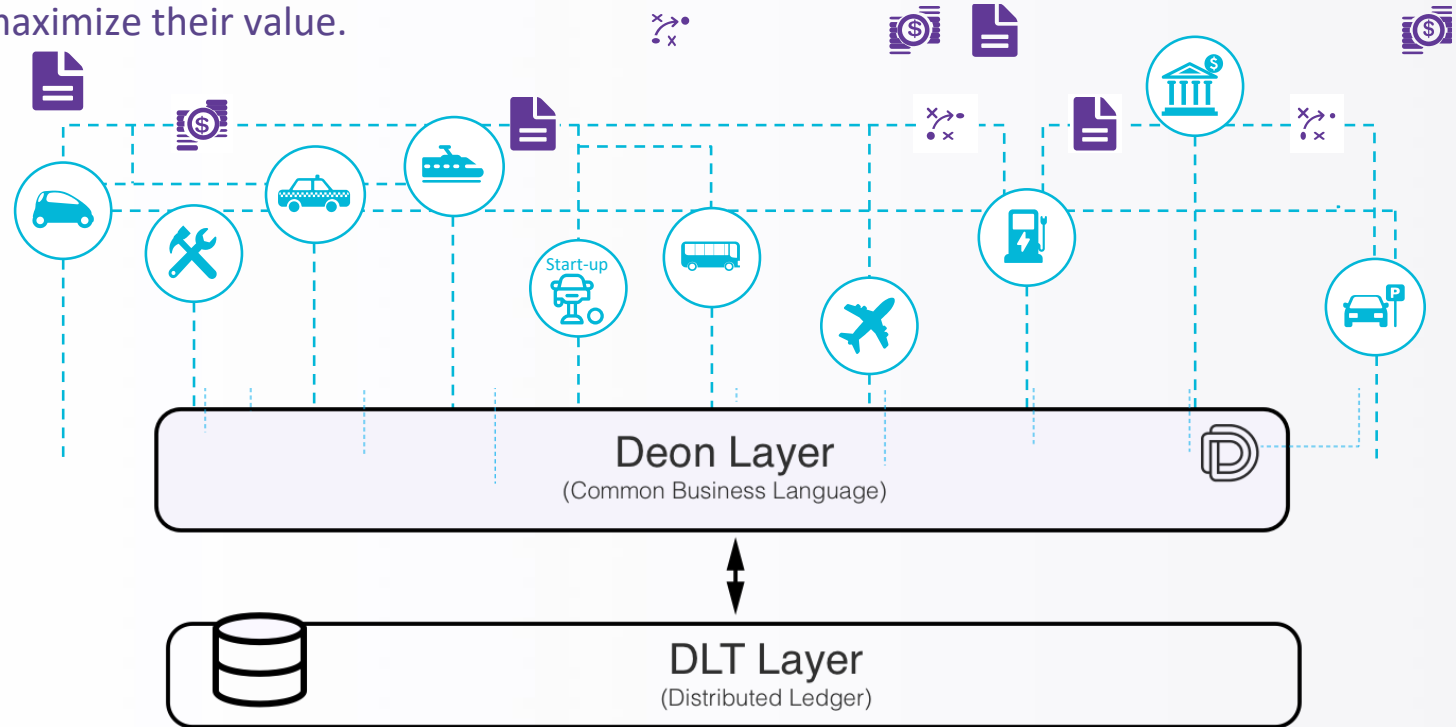 maximize their value.
Start-up
P
Deon Layer
(Common Business Language)
DLT Layer
(Distributed Ledger)